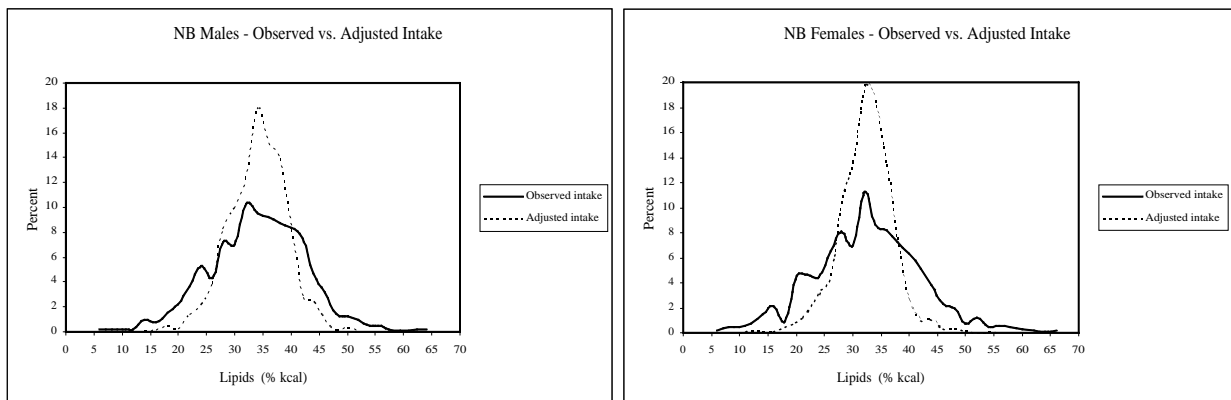 NB Males - Observed vs. Adjusted Intake
20
18
16
14
12
10
8
6
4
2
0
Percent
0 5 10 15 20 25 30 35 40 45 50 55 60 65 70
Lipids (% kcal)
Observed intake
Adjusted intake
NB Females - Observed vs. Adjusted Intake
20
18
16
14
12
10
8
6
4
2
0
Percent
0 5 10 15 20 25 30 35 40 45 50 55 60 65 70
Lipids (% kcal)
Observed intake
Adjusted intake